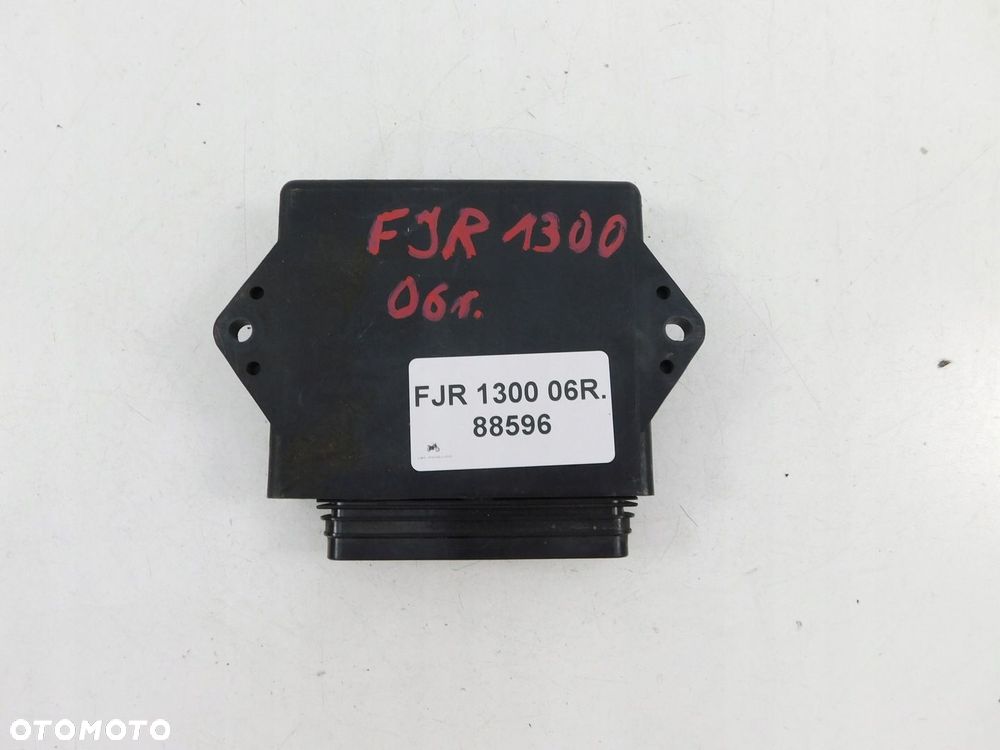 FJR 1300
06r.
FJR 1300 06R.
88596
OTOMOTO